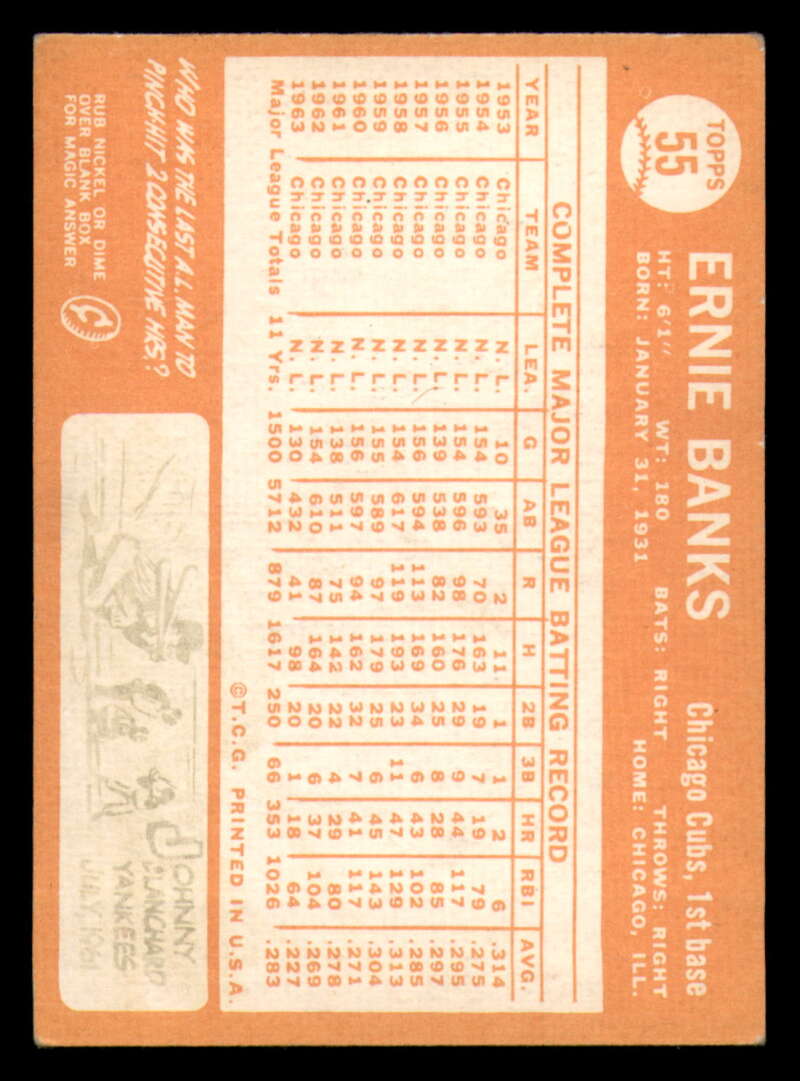 TOPPS
55
ERNIE BANKS Chicago Cubs, 1st base
HT: 6'1" WT: 180 BATS: RIGHT THROWS: RIGHT
BORN: JANUARY 31, 1931 HOME: CHICAGO, ILL.
COMPLETE MAJOR LEAGUE BATTING RECORD
YEAR TEAM LEA. G AB R H 2B 3B HR RBI AVG.
1953 Chicago N. L. 10 35 2 11 1 1 2 6 .314
1954 Chicago N. L. 154 593 70 163 19 7 19 79 .275
1955 Chicago N. L. 154 596 98 176 29 9 44 117 .295
1956 Chicago N. L. 139 538 82 160 25 8 28 85 .297
1957 Chicago N. L. 156 594 113 169 34 6 43 102 .285
1958 Chicago N. L. 154 617 119 193 23 11 47 129 .313
1959 Chicago N. L. 155 589 97 179 25 6 45 143 .304
1960 Chicago N. L. 156 597 94 162 32 7 41 117 .271
1961 Chicago N. L. 138 511 75 142 22 4 29 80 .278
1962 Chicago N. L. 154 610 87 164 20 6 37 104 .269
1963 Chicago N. L. 130 432 41 98 20 1 18 64 .227
Major League Totals 11 Yrs. 1500 5712 879 1617 250 66 353 1026 .283
©T.C.G. PRINTED IN U.S.A.
WHO WAS THE LAST A.L. MAN TO
PINCH HIT 2 CONSECUTIVE HRS?
RUB NICKEL OR DIME
OVER BLANK BOX
FOR MAGIC ANSWER
JOHNNY
BLANCHARD
YANKEES
JULY, 1961